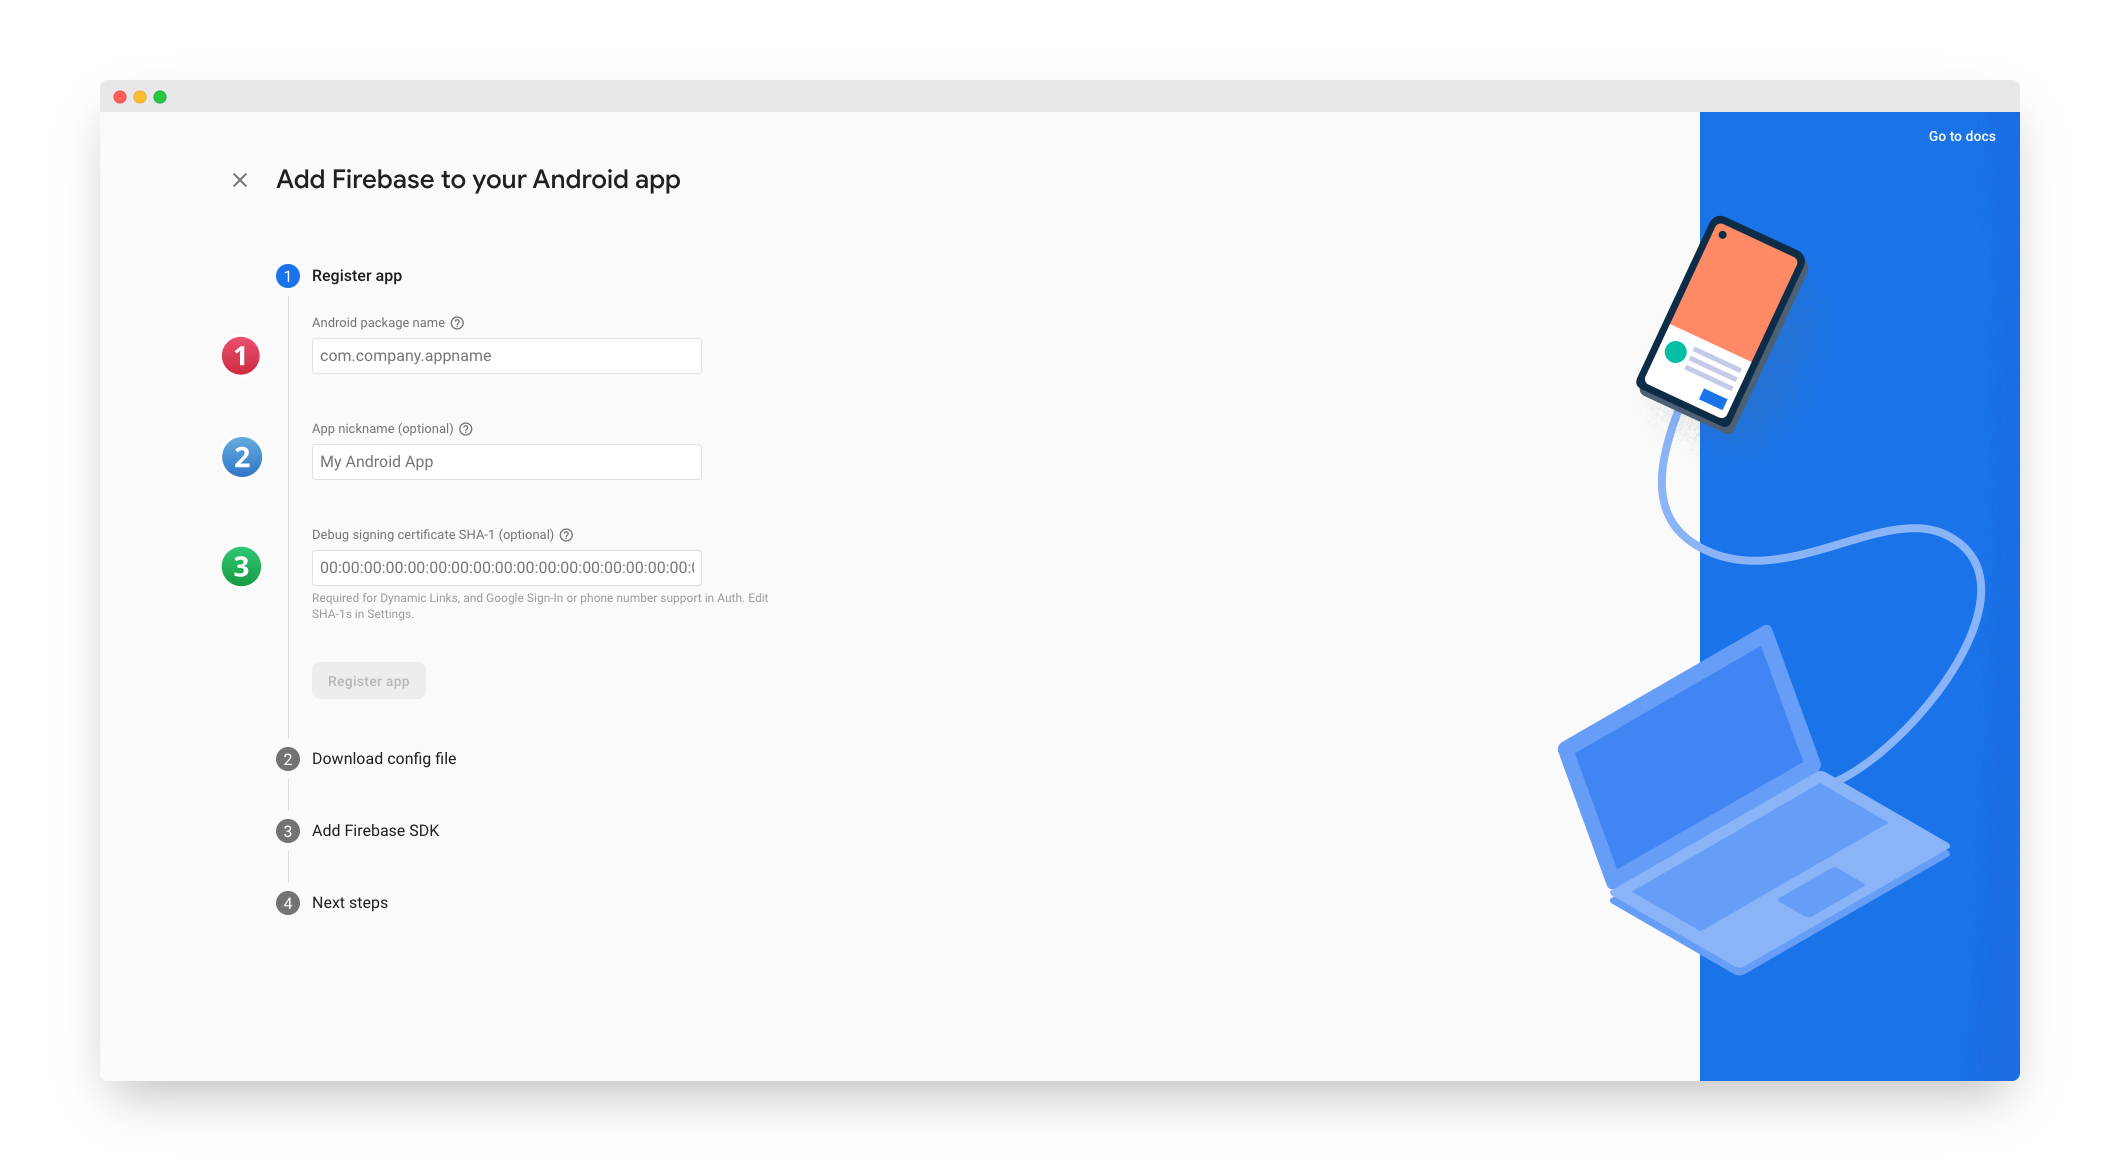 Go to docs
Add Firebase to your Android app
1 Register app
Android package name ?
1
com.company.appname
App nickname (optional) ?
2
My Android App
Debug signing certificate SHA-1 (optional) ?
3
00:00:00:00:00:00:00:00:00:00:00:00:00:00:00:00:00:
Required for Dynamic Links, and Google Sign-In or phone number support in Auth. Edit
SHA-1s in Settings.
Register app
2 Download config file
3 Add Firebase SDK
4 Next steps